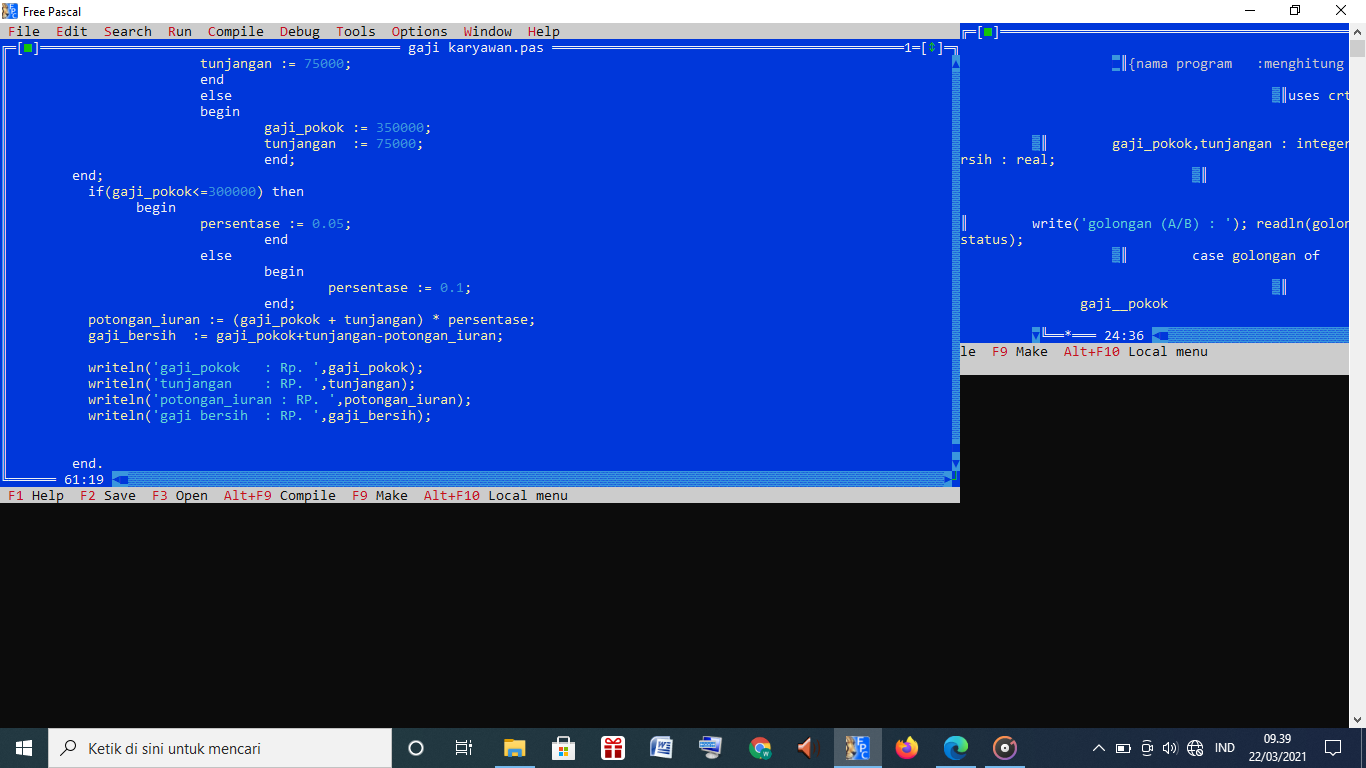 Free Pascal
File Edit Search Run Compile Debug Tools Options Window Help
gaji karyawan.pas 1
tunjangan := 75000;
end
else
begin
gaji_pokok := 350000;
tunjangan := 75000;
end;
end;
if(gaji_pokok<=300000) then
begin
persentase := 0.05;
end
else
begin
persentase := 0.1;
end;
potongan_iuran := (gaji_pokok + tunjangan) * persentase;
gaji_bersih := gaji_pokok+tunjangan-potongan_iuran;
writeln('gaji_pokok : Rp. ',gaji_pokok);
writeln('tunjangan : RP. ',tunjangan);
writeln('potongan_iuran : RP. ',potongan_iuran);
writeln('gaji bersih : RP. ',gaji_bersih);
end.
61:19
F1 Help F2 Save F3 Open Alt+F9 Compile F9 Make Alt+F10 Local menu
{nama program :menghitung
uses crt
gaji_pokok,tunjangan : integer
rsih : real;
write('golongan (A/B) : '); readln(golon
status);
case golongan of
gaji__pokok
* 24:36
le F9 Make Alt+F10 Local menu
Ketik di sini untuk mencari
IND
09.39
22/03/2021